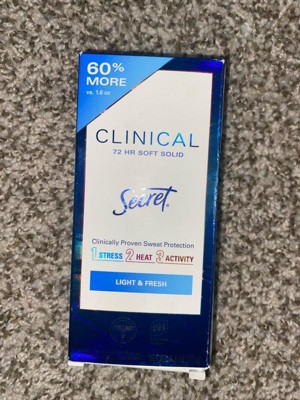 60%
MORE
vs. 1.6 oz
CLINICAL
72 HR SOFT SOLID
Secret®
Clinically Proven Sweat Protection
1 STRESS 2 HEAT 3 ACTIVITY
LIGHT & FRESH